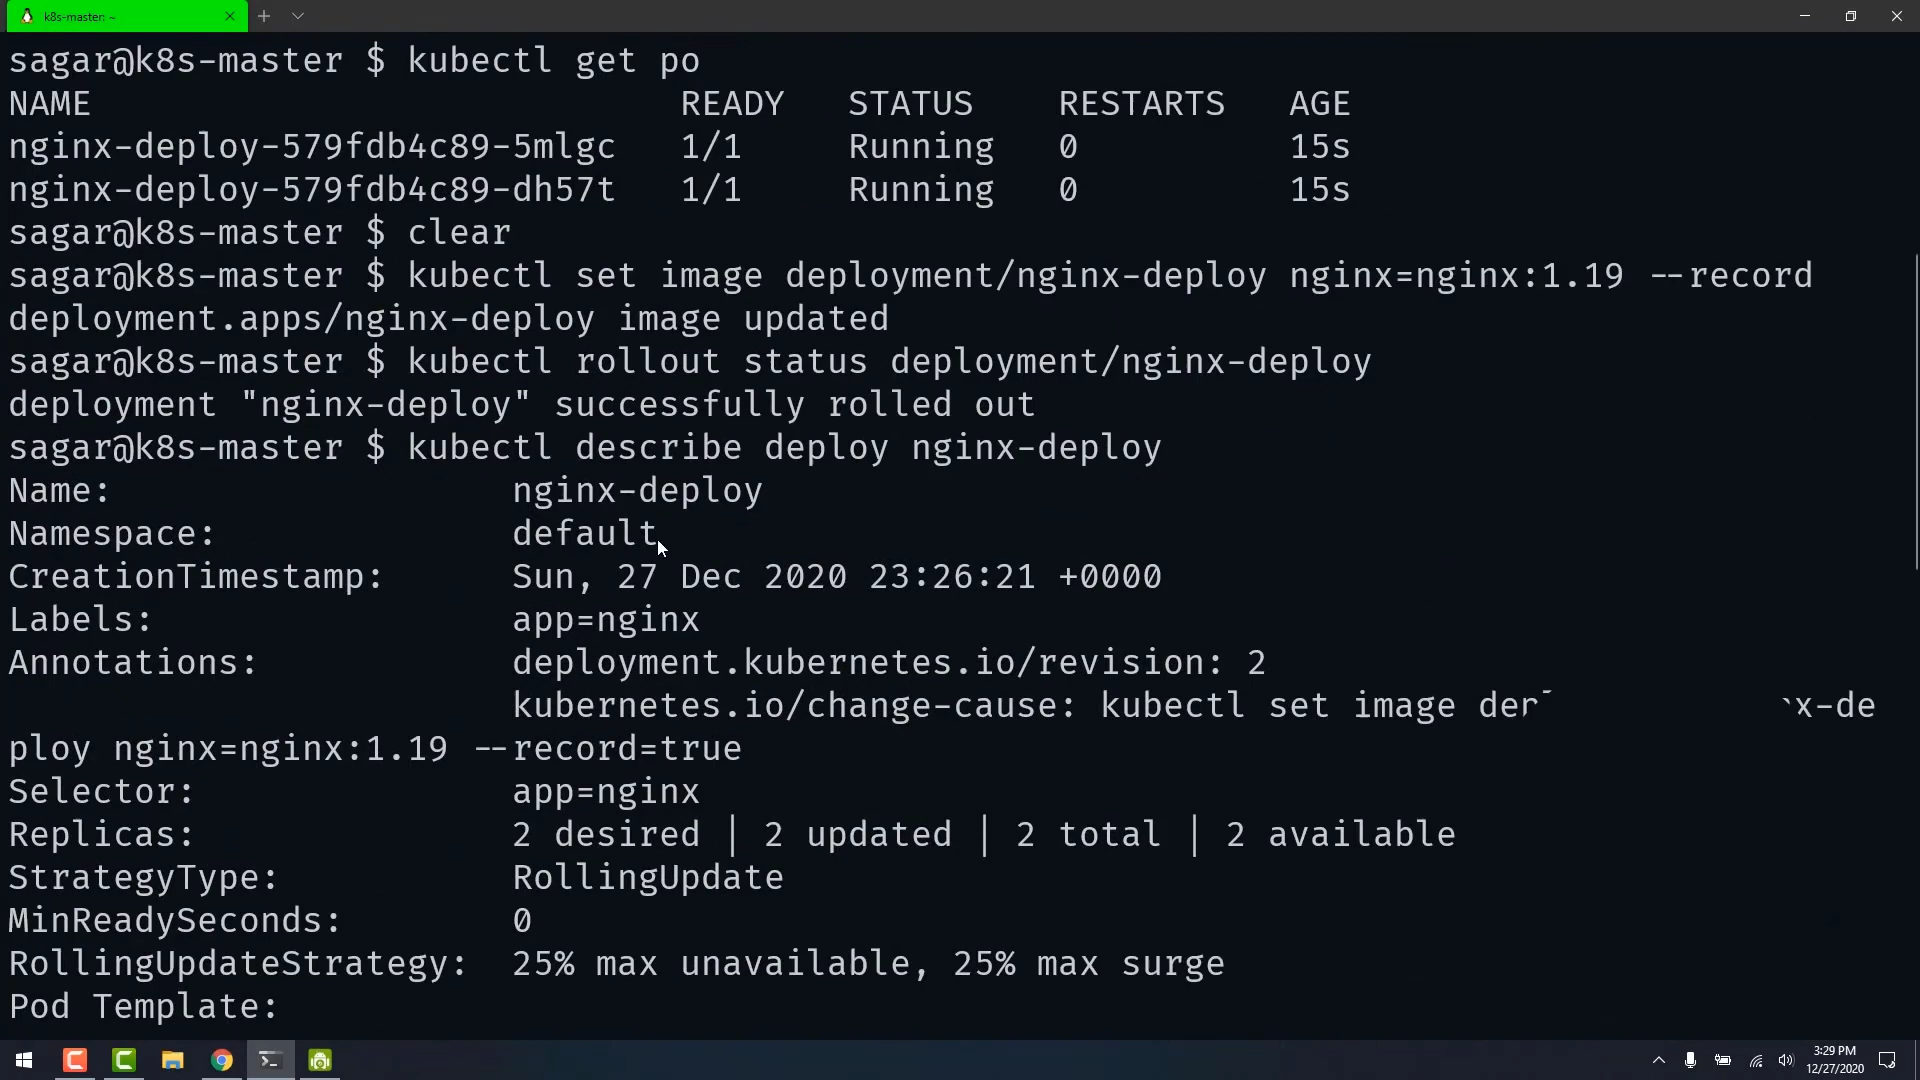 k8s-master: ~
sagar@k8s-master $ kubectl get po
NAME READY STATUS RESTARTS AGE
nginx-deploy-579fdb4c89-5mlgc 1/1 Running 0 15s
nginx-deploy-579fdb4c89-dh57t 1/1 Running 0 15s
sagar@k8s-master $ clear
sagar@k8s-master $ kubectl set image deployment/nginx-deploy nginx=nginx:1.19 --record
deployment.apps/nginx-deploy image updated
sagar@k8s-master $ kubectl rollout status deployment/nginx-deploy
deployment "nginx-deploy" successfully rolled out
sagar@k8s-master $ kubectl describe deploy nginx-deploy
Name: nginx-deploy
Namespace: default
CreationTimestamp: Sun, 27 Dec 2020 23:26:21 +0000
Labels: app=nginx
Annotations: deployment.kubernetes.io/revision: 2
kubernetes.io/change-cause: kubectl set image x-de
ploy nginx=nginx:1.19 --record=true
Selector: app=nginx
Replicas: 2 desired | 2 updated | 2 total | 2 available
StrategyType: RollingUpdate
MinReadySeconds: 0
RollingUpdateStrategy: 25% max unavailable, 25% max surge
Pod Template:
3:29 PM
12/27/2020